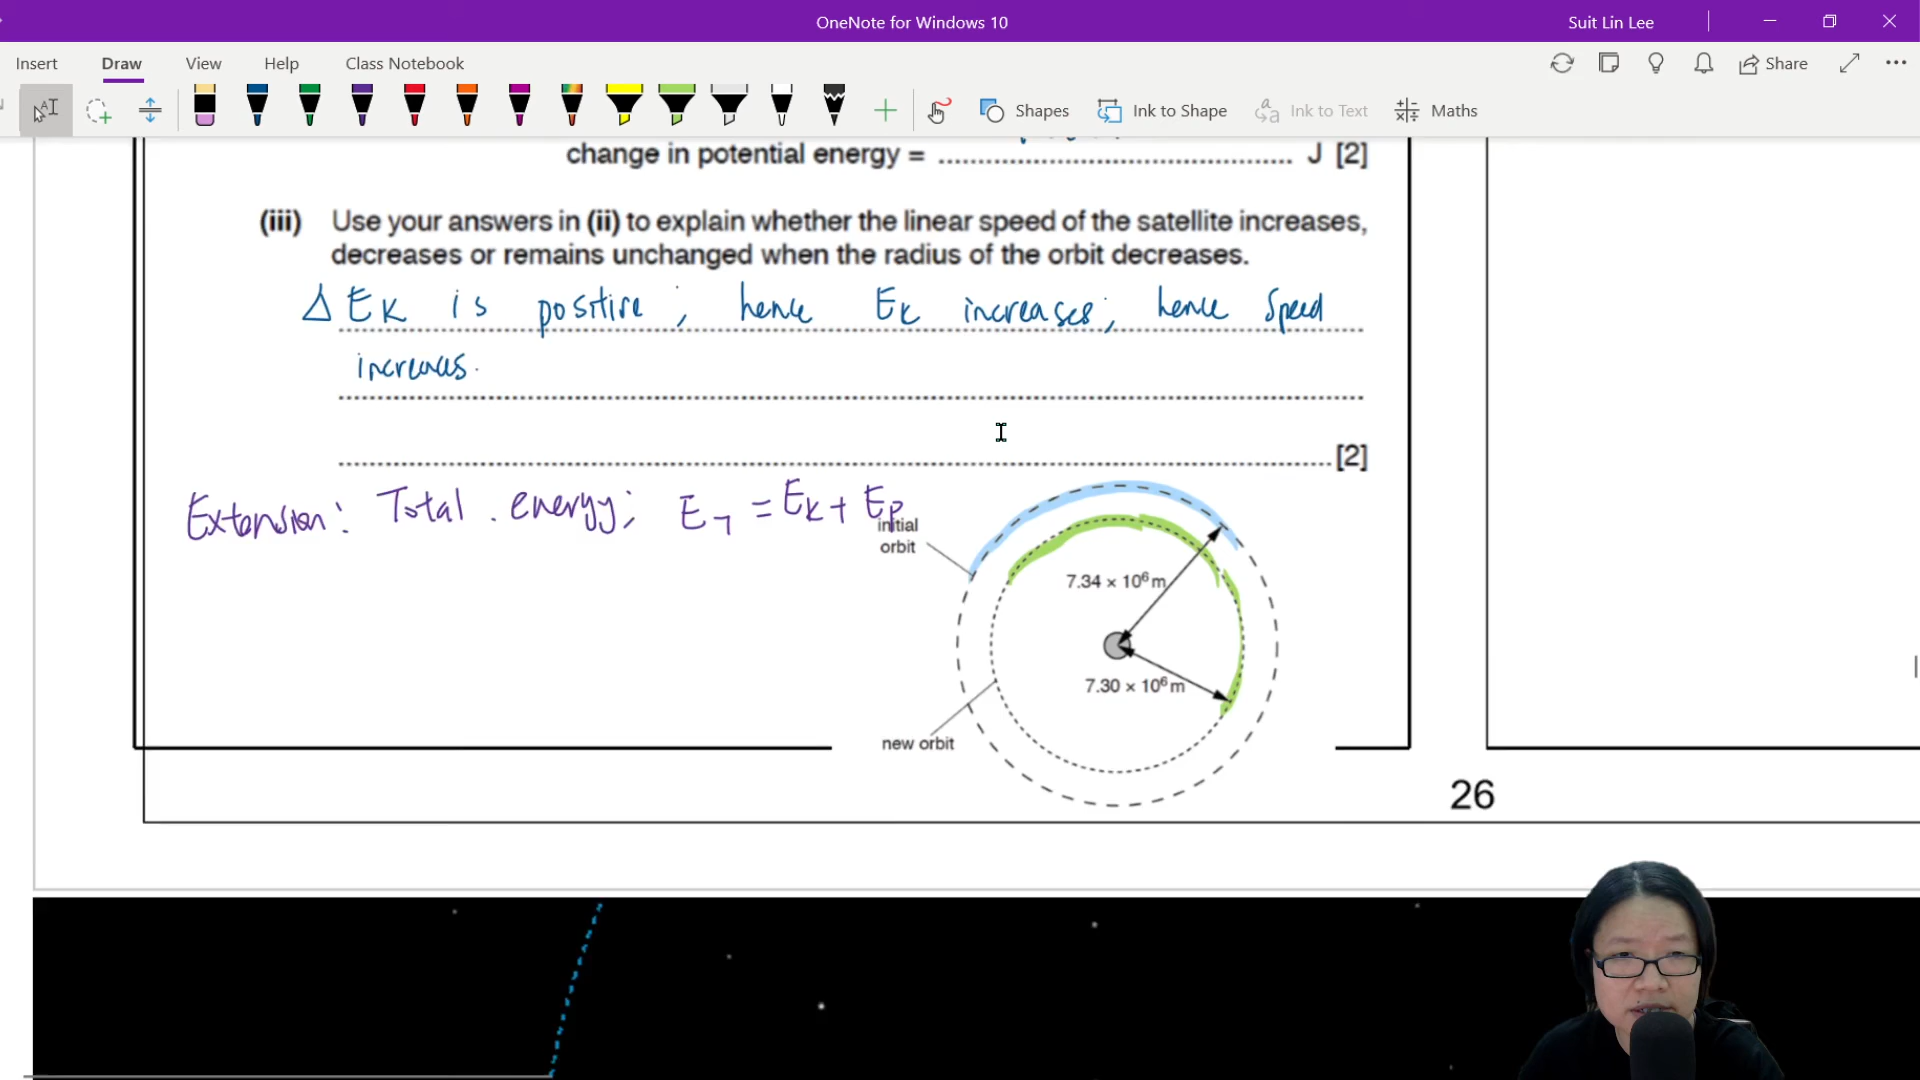 OneNote for Windows 10
Suit Lin Lee
Insert Draw View Help Class Notebook
Share
Shapes Ink to Shape Ink to Text Maths
change in potential energy = ........................................ J [2]
(iii) Use your answers in (ii) to explain whether the linear speed of the satellite increases,
decreases or remains unchanged when the radius of the orbit decreases.
Δ EK is positive; hence EK increases; hence speed
increases.
[2]
Extension: Total energy; ET = EK + EP
initial
orbit
7.34 × 10⁶ m
7.30 × 10⁶ m
new orbit
26